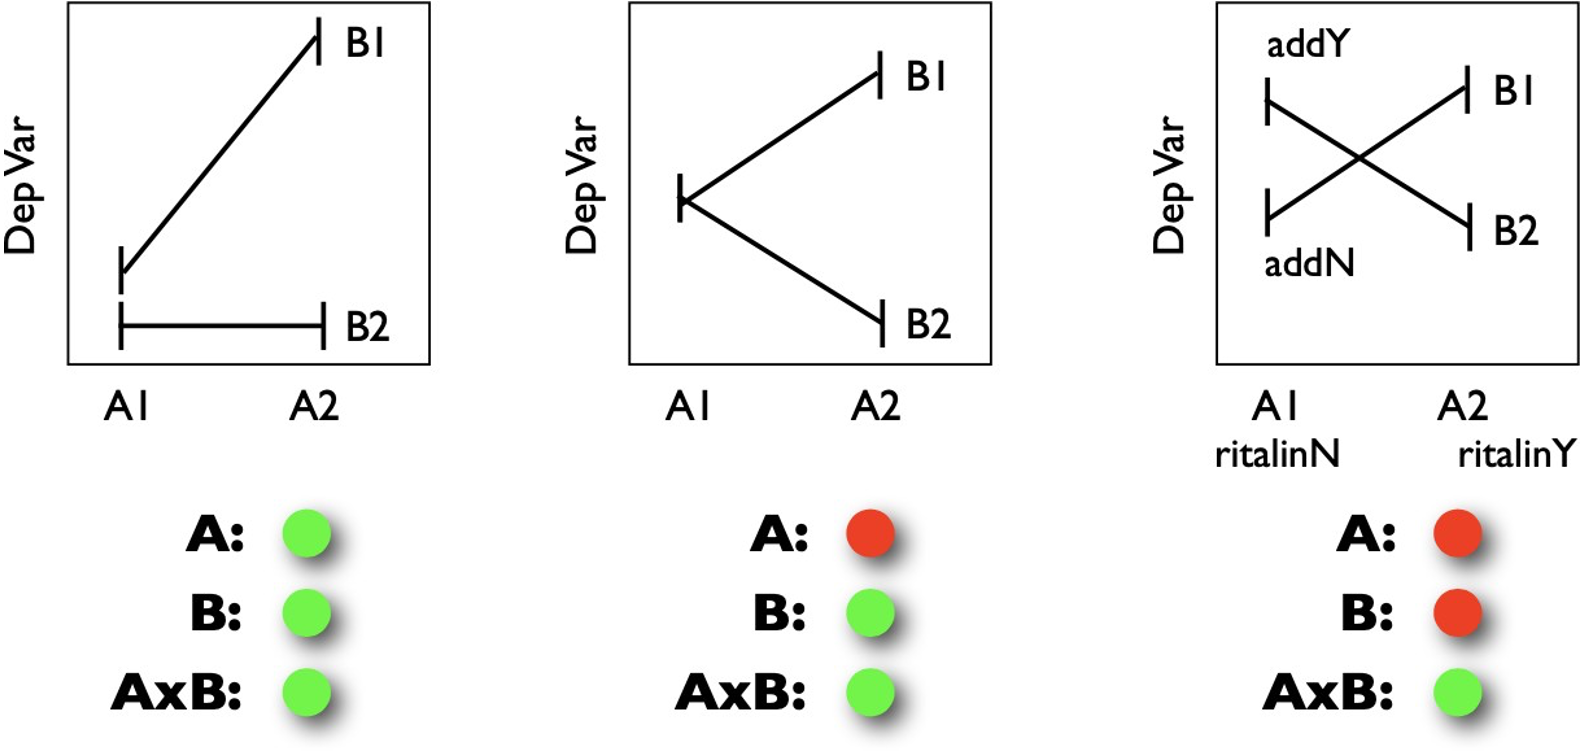 Dep Var
B1
B2
A1 A2
A:
B:
AxB:
Dep Var
B1
B2
A1 A2
A:
B:
AxB:
Dep Var
addY
B1
addN
B2
A1 A2
ritalinN ritalinY
A:
B:
AxB: